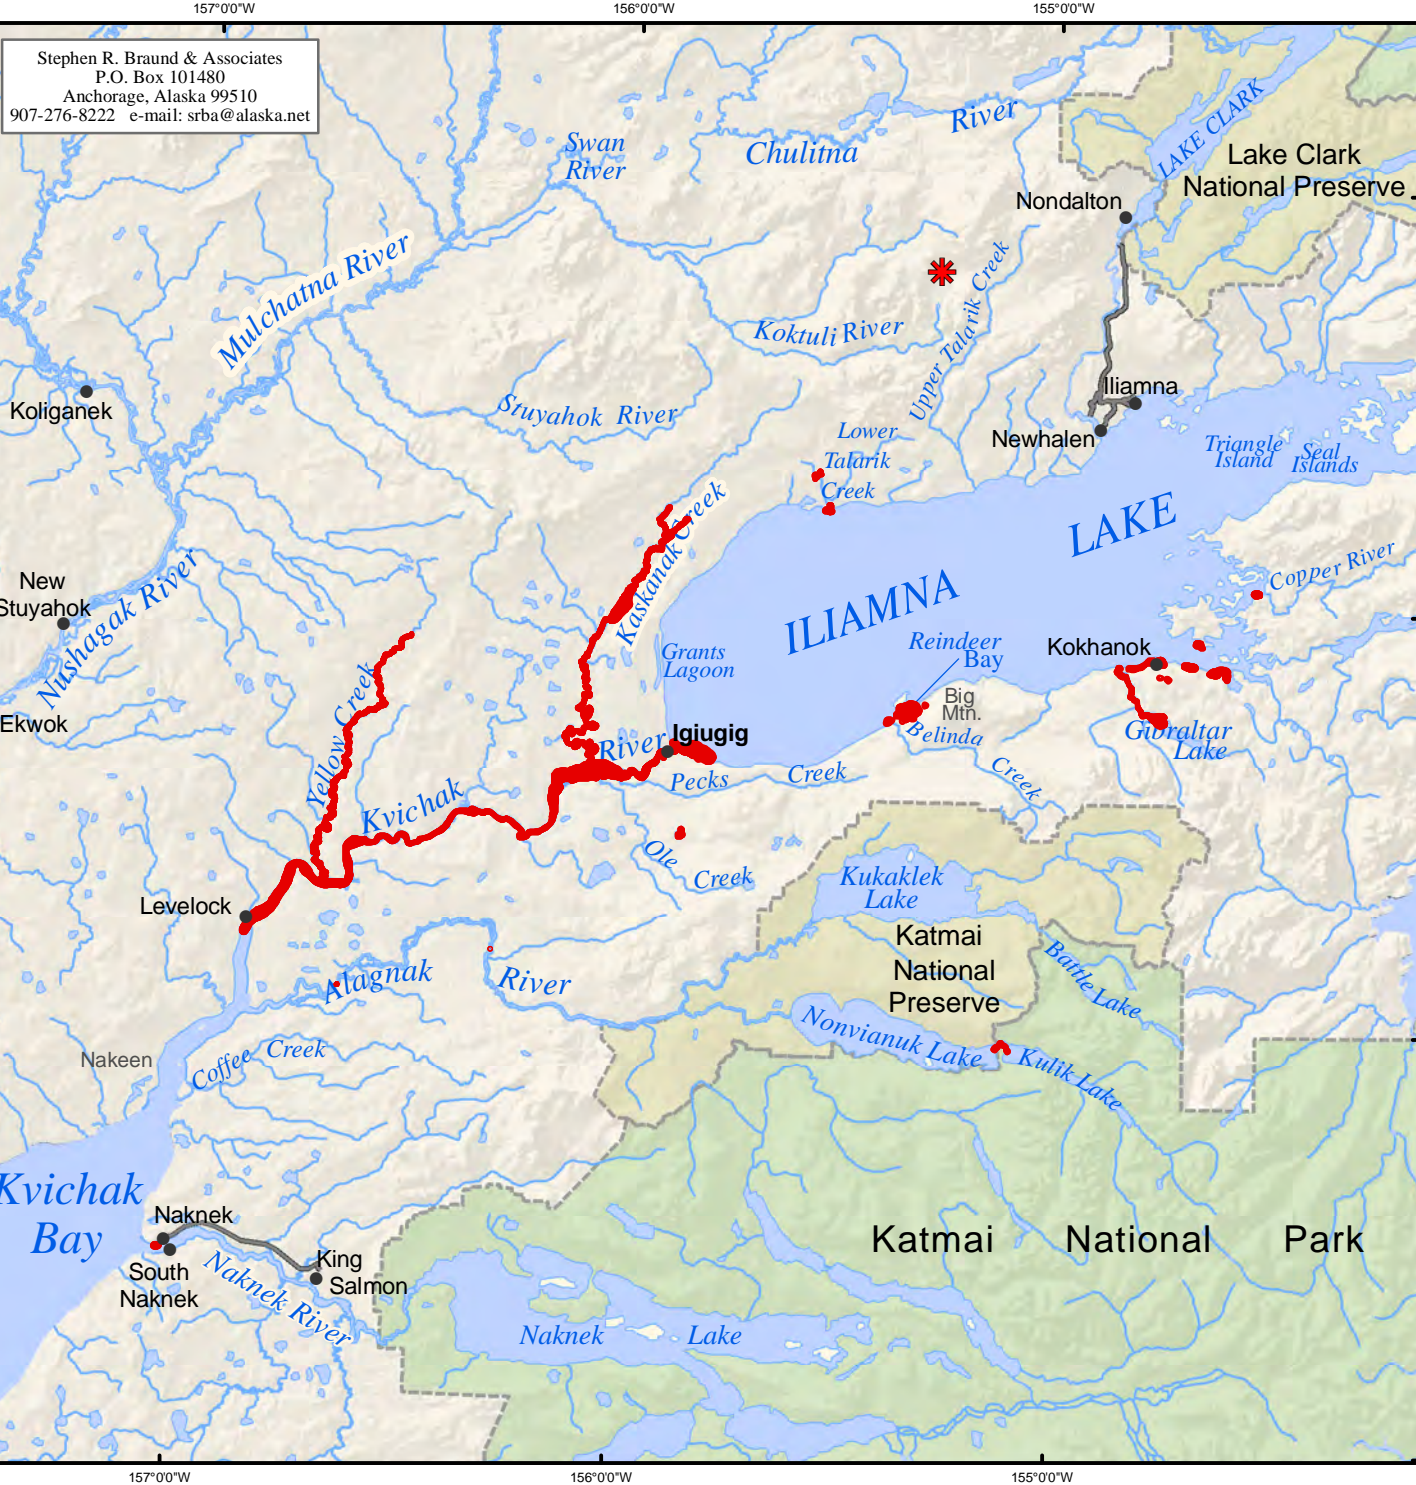 157°0'0"W
156°0'0"W
155°0'0"W
Stephen R. Braund & Associates
P.O. Box 101480
Anchorage, Alaska 99510
907-276-8222 e-mail: srba@alaska.net
Swan
River
Chulitna
River
LAKE CLARK
Lake Clark
National Preserve
Nondalton
Mulchatna River
Koktuli River
Upper Talarik Creek
Koliganek
Stuyahok River
Iliamna
Newhalen
Lower
Talarik
Creek
Triangle
Island
Seal
Islands
LAKE
ILIAMNA
Kaskanak Creek
Copper River
New
Stuyahok
Nushagak River
Ekwok
Grants
Lagoon
Reindeer
Bay
Kokhanok
Big
Mtn.
Belinda
Creek
Gibraltar
Lake
Yellow Creek
Igiugig
River
Kvichak
Pecks
Creek
Ole
Creek
Kukaklek
Lake
Levelock
Katmai
National
Preserve
Battle Lake
Alagnak
River
Nonvianuk Lake
Kulik Lake
Nakeen
Coffee Creek
Kvichak
Bay
Naknek
South
Naknek
King
Salmon
Naknek River
Katmai National Park
Naknek Lake
157°0'0"W
156°0'0"W
155°0'0"W